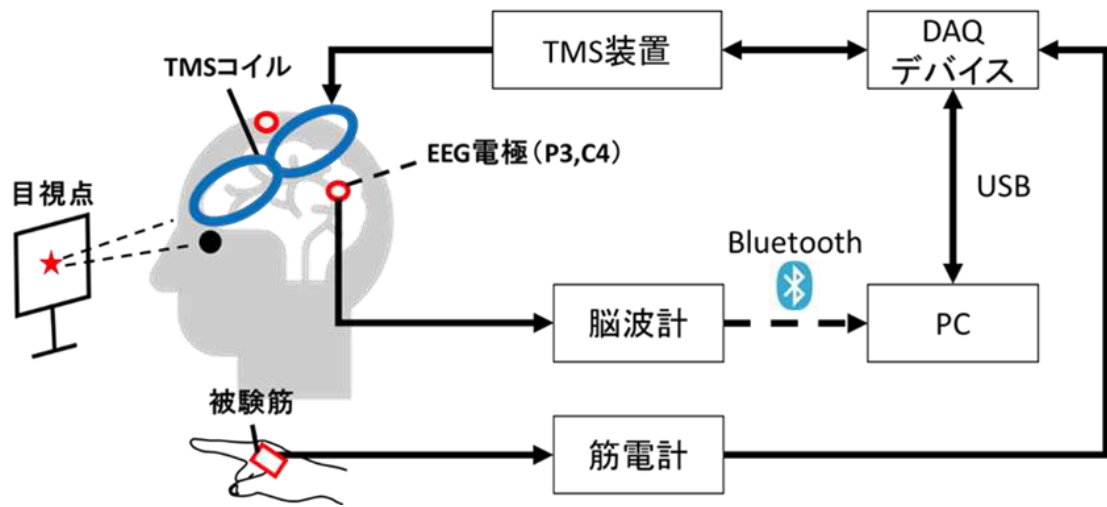 TMS装置
DAQ
デバイス
TMSコイル
EEG電極（P3,C4）
目視点
USB
Bluetooth
脳波計
PC
被験筋
筋電計